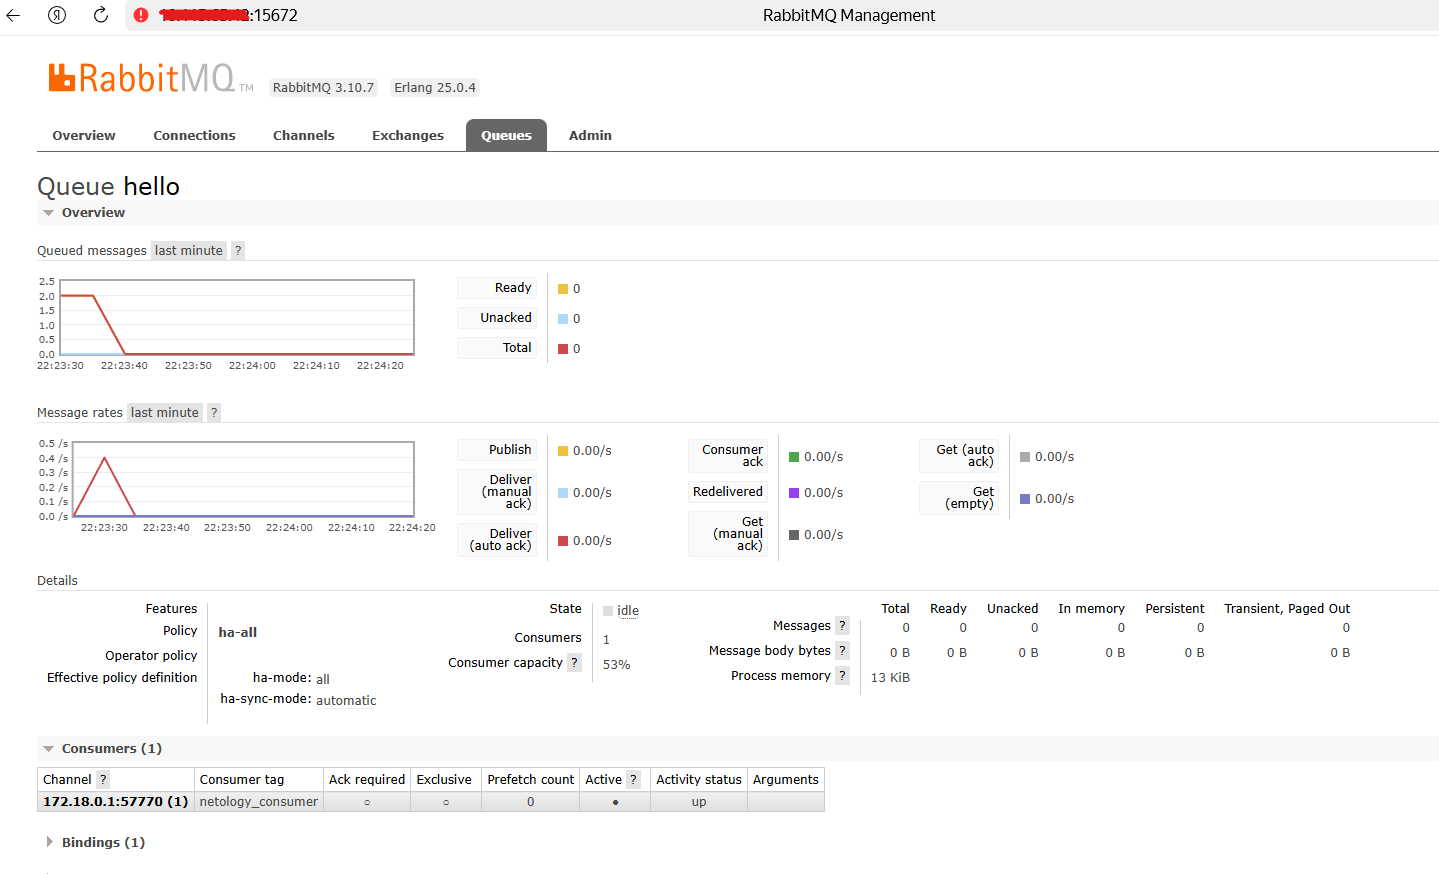 :15672
RabbitMQ Management
RabbitMQ TM
RabbitMQ 3.10.7
Erlang 25.0.4
Overview Connections Channels Exchanges Queues Admin
Queue hello
Overview
Queued messages last minute ?
2.5
2.0
1.5
1.0
0.5
0.0
22:23:30 22:23:40 22:23:50 22:24:00 22:24:10 22:24:20
Ready 0
Unacked 0
Total 0
Message rates last minute ?
0.5 /s
0.4 /s
0.3 /s
0.2 /s
0.1 /s
0.0 /s
22:23:30 22:23:40 22:23:50 22:24:00 22:24:10 22:24:20
Publish 0.00/s
Deliver
(manual 0.00/s
ack)
Deliver
(auto ack) 0.00/s
Consumer
ack 0.00/s
Redelivered 0.00/s
Get
(manual 0.00/s
ack)
Get (auto
ack) 0.00/s
Get
(empty) 0.00/s
Details
Features
Policy ha-all
Operator policy
Effective policy definition ha-mode: all
ha-sync-mode: automatic
State idle
Consumers 1
Consumer capacity ? 53%
Total Ready Unacked In memory Persistent Transient, Paged Out
Messages ? 0 0 0 0 0 0
Message body bytes ? 0 B 0 B 0 B 0 B 0 B 0 B
Process memory ? 13 KiB
Consumers (1)
Channel ? Consumer tag Ack required Exclusive Prefetch count Active ? Activity status Arguments
172.18.0.1:57770 (1) netology_consumer ○ ○ 0 ● up
Bindings (1)